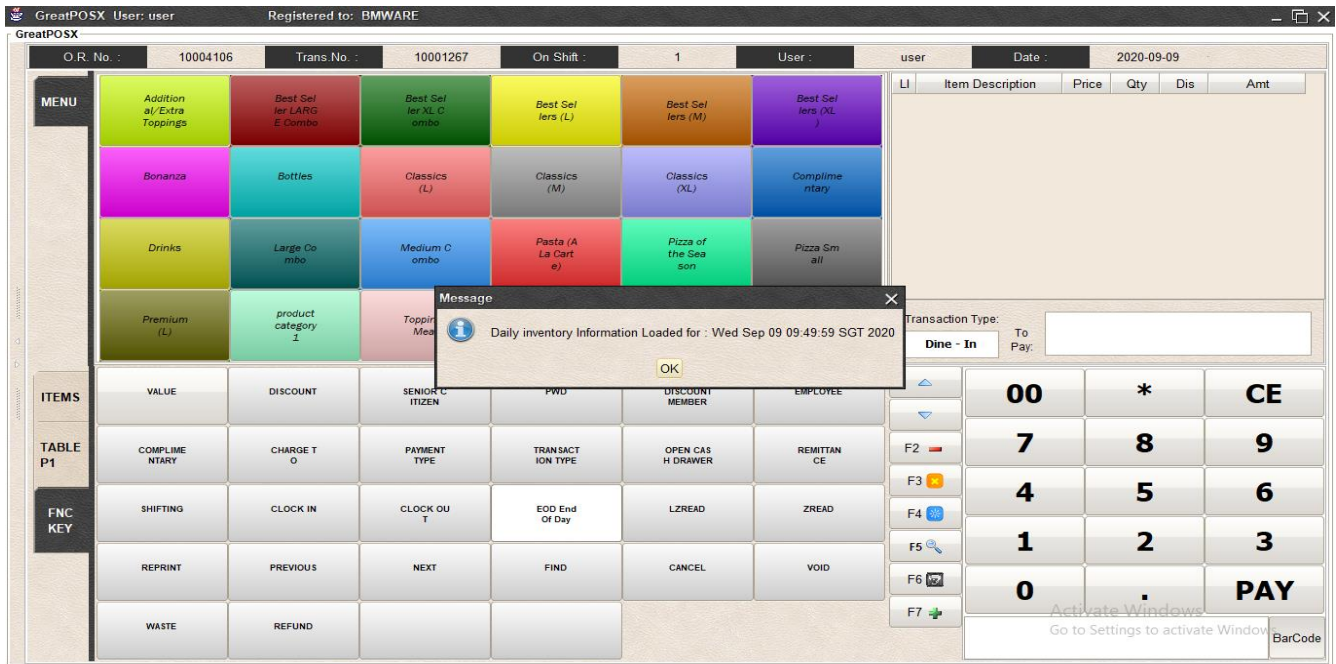 GreatPOSX User: user Registered to: BMWARE
GreatPOSX
O.R. No. : 10004106 Trans.No. : 10001267 On Shift : 1 User : user Date : 2020-09-09
MENU
Addition
al/Extra
Toppings
Best Sel
ler LARG
E Combo
Best Sel
ler XL C
ombo
Best Sel
lers (L)
Best Sel
lers (M)
Best Sel
lers (XL
)
LI Item Description Price Qty Dis Amt
Bonanza
Bottles
Classics
(L)
Classics
(M)
Classics
(XL)
Complime
ntary
Drinks
Large Co
mbo
Medium C
ombo
Pasta (A
La Cart
e)
Pizza of
the Sea
son
Pizza Sm
all
Premium
(L)
product
category
1
Message
Daily inventory Information Loaded for : Wed Sep 09 09:49:59 SGT 2020
OK
Transaction Type:
Dine - In
To
Pay:
ITEMS
TABLE
P1
FNC
KEY
VALUE
DISCOUNT
SENIOR C
ITIZEN
PWD
DISCOUNT
MEMBER
EMPLOYEE
COMPLIME
NTARY
CHARGE T
O
PAYMENT
TYPE
TRANSACT
ION TYPE
OPEN CAS
H DRAWER
REMITTAN
CE
SHIFTING
CLOCK IN
CLOCK OU
T
EOD End
Of Day
LZREAD
ZREAD
REPRINT
PREVIOUS
NEXT
FIND
CANCEL
VOID
WASTE
REFUND
F2
F3
F4
F5
F6
F7
00 * CE
7 8 9
4 5 6
1 2 3
0 . PAY
Activate Windows
Go to Settings to activate Windows.
BarCode